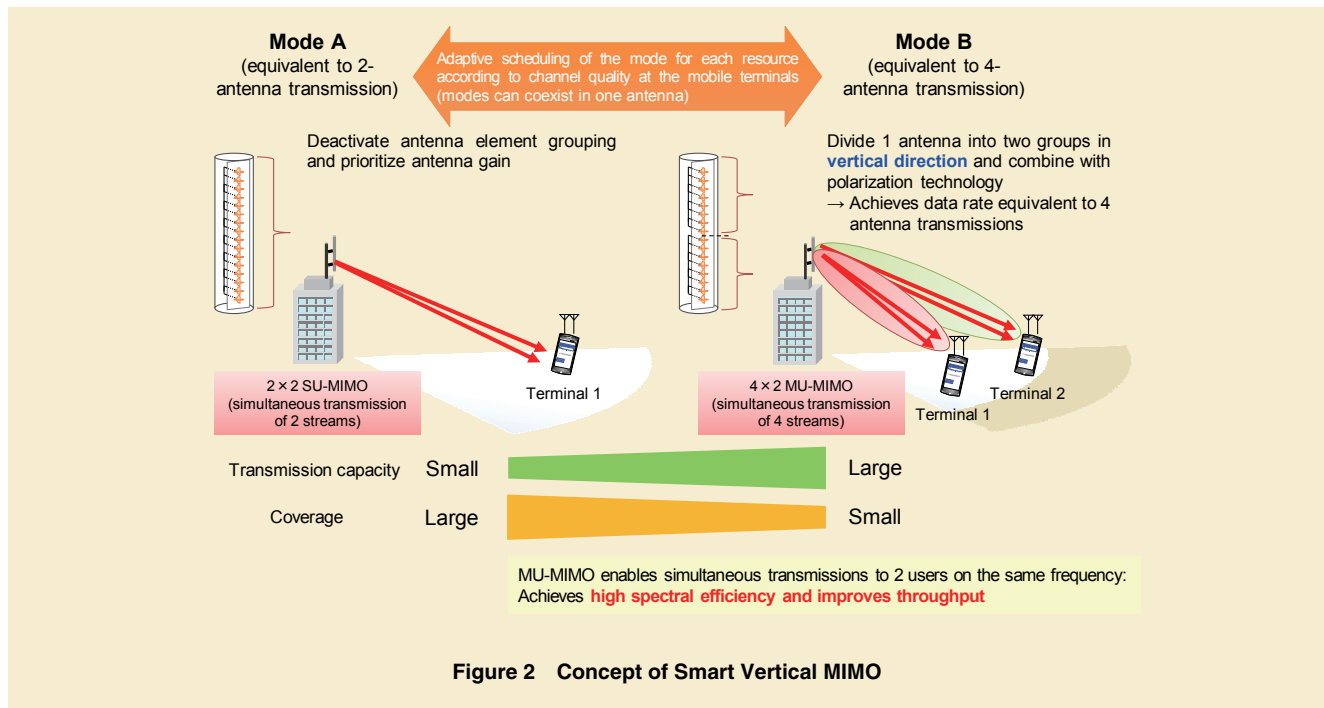 Mode A
(equivalent to 2-
antenna transmission)
Adaptive scheduling of the mode for each resource
according to channel quality at the mobile terminals
(modes can coexist in one antenna)
Mode B
(equivalent to 4-
antenna transmission)
Deactivate antenna element grouping
and prioritize antenna gain
Divide 1 antenna into two groups in
vertical direction and combine with
polarization technology
→ Achieves data rate equivalent to 4
antenna transmissions
2 × 2 SU-MIMO
(simultaneous transmission
of 2 streams)
Terminal 1
4 × 2 MU-MIMO
(simultaneous transmission
of 4 streams)
Terminal 1
Terminal 2
Transmission capacity Small Large
Coverage Large Small
MU-MIMO enables simultaneous transmissions to 2 users on the same frequency:
Achieves high spectral efficiency and improves throughput
Figure 2 Concept of Smart Vertical MIMO